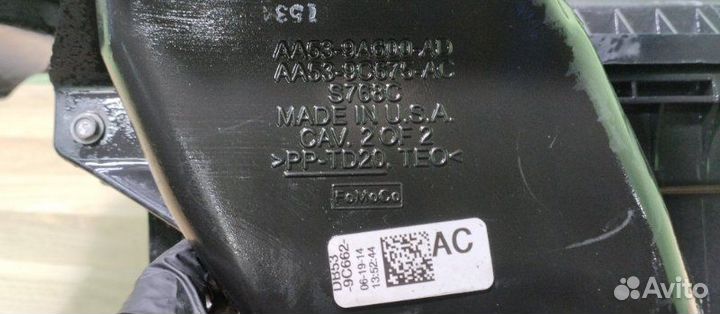 1534
AA53-9A600-AD
AA53-9C675-AC
S768C
MADE IN U.S.A.
CAV. 2 OF 2
>PP-TD20, TEO<
FoMoCo
DB53
-9C662-
06-19-14
13:52:44
AC
Avito